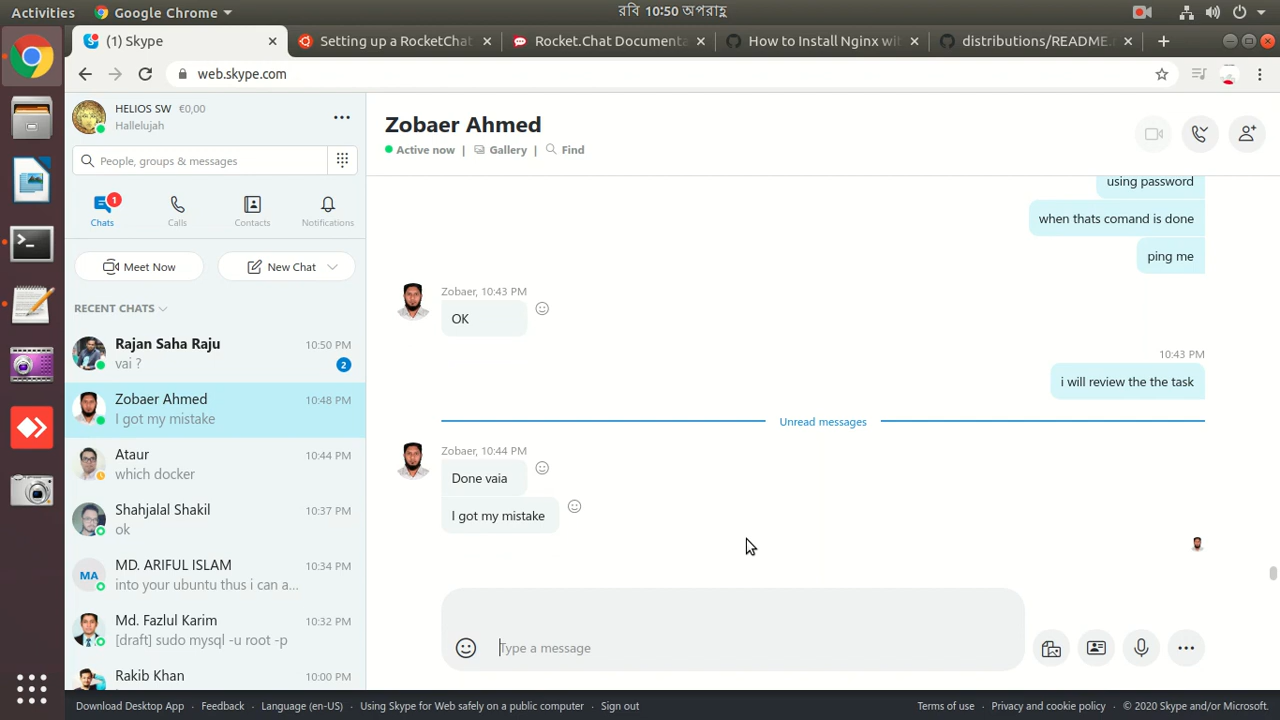 Activities
Google Chrome
রবি 10:50 অপরাহ্ণ
(1) Skype
Setting up a RocketChat
Rocket.Chat Documenta
How to Install Nginx wit
distributions/README.m
web.skype.com
HELIOS SW €0,00
Hallelujah
People, groups & messages
Chats
1
Calls
Contacts
Notifications
Meet Now
New Chat
RECENT CHATS
Rajan Saha Raju
10:50 PM
vai ?
2
Zobaer Ahmed
10:48 PM
I got my mistake
Ataur
10:44 PM
which docker
Shahjalal Shakil
10:37 PM
ok
MA
MD. ARIFUL ISLAM
10:34 PM
into your ubuntu thus i can a...
Md. Fazlul Karim
10:32 PM
[draft] sudo mysql -u root -p
Rakib Khan
10:00 PM
Zobaer Ahmed
Active now | Gallery | Find
using password
when thats comand is done
ping me
Zobaer, 10:43 PM
OK
10:43 PM
i will review the the task
Unread messages
Zobaer, 10:44 PM
Done vaia
I got my mistake
Type a message
Download Desktop App
Feedback
Language (en-US)
Using Skype for Web safely on a public computer
Sign out
Terms of use
Privacy and cookie policy
© 2020 Skype and/or Microsoft.